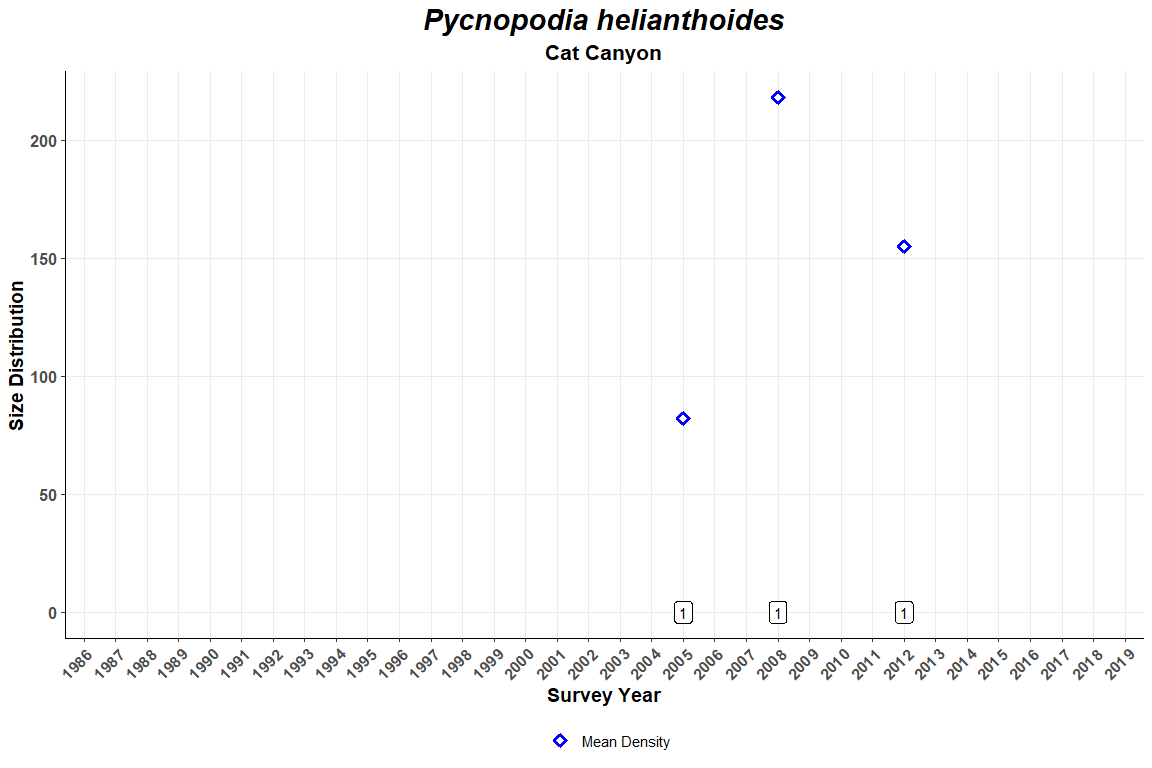 Pycnopodia helianthoides
Cat Canyon
Size Distribution
200
150
100
50
0
1 1 1
1986 1987 1988 1989 1990 1991 1992 1993 1994 1995 1996 1997 1998 1999 2000 2001 2002 2003 2004 2005 2006 2007 2008 2009 2010 2011 2012 2013 2014 2015 2016 2017 2018 2019
Survey Year
Mean Density